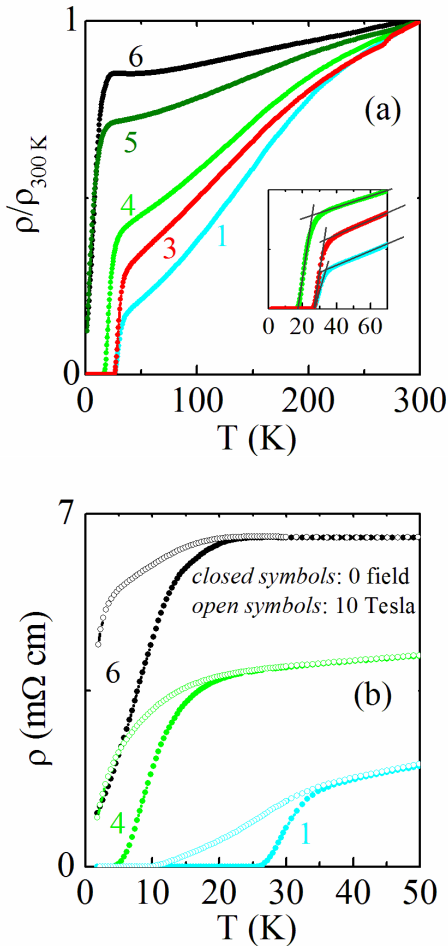 1
6
(a)
5
ρ/ρ300 K
4
3
1
0 20 40 60
0
0 100 200 300
T (K)
7
closed symbols: 0 field
open symbols: 10 Tesla
6
ρ (mΩ cm)
(b)
4
1
0
0 10 20 30 40 50
T (K)